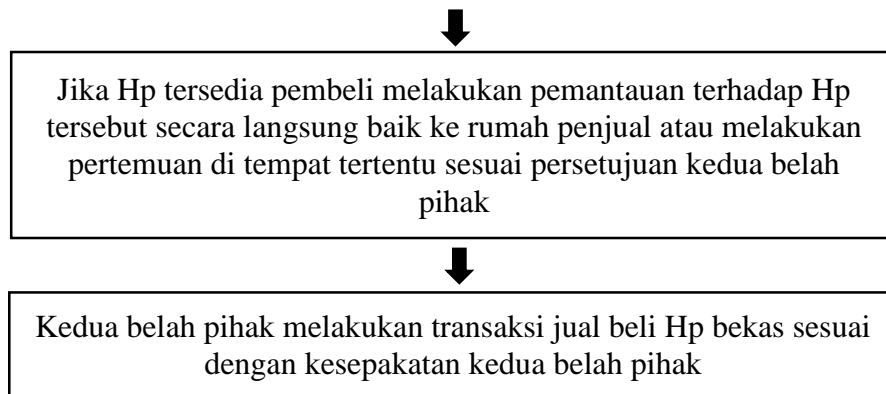 Jika Hp tersedia pembeli melakukan pemantauan terhadap Hp
tersebut secara langsung baik ke rumah penjual atau melakukan
pertemuan di tempat tertentu sesuai persetujuan kedua belah
pihak
Kedua belah pihak melakukan transaksi jual beli Hp bekas sesuai
dengan kesepakatan kedua belah pihak